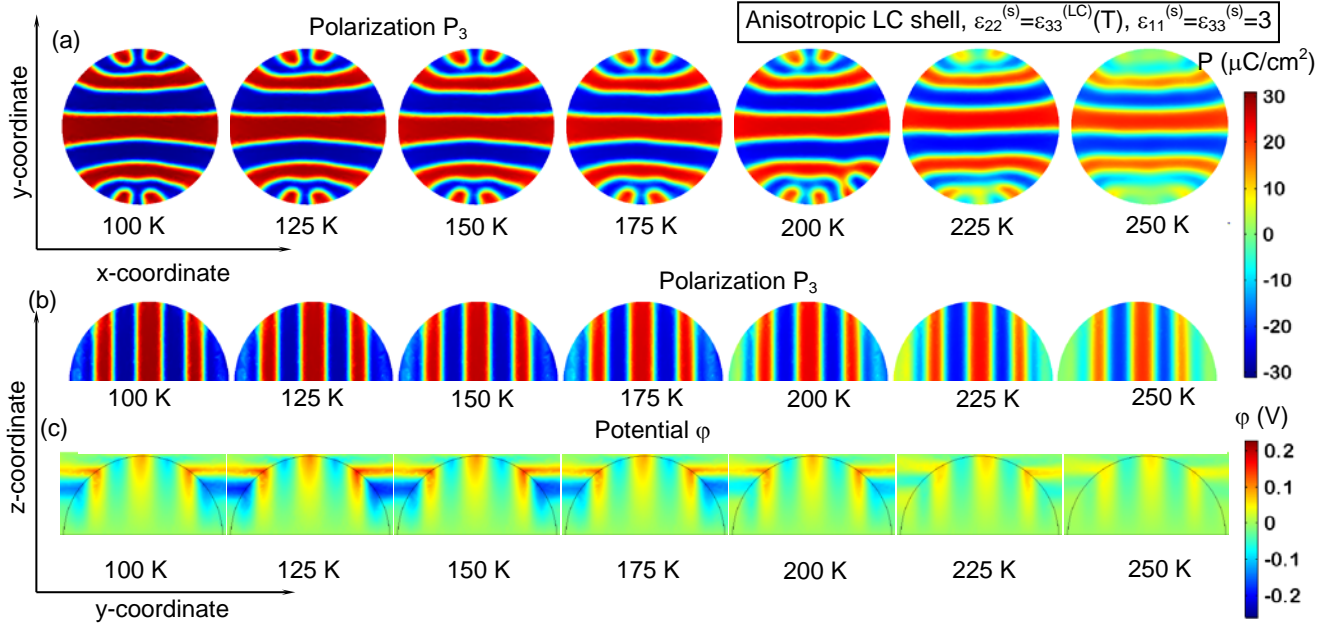 (a)
Polarization P₃
Anisotropic LC shell, ε₂₂⁽ˢ⁾=ε₃₃⁽ᴸᶜ⁾(T), ε₁₁⁽ˢ⁾=ε₃₃⁽ˢ⁾=3
P (μC/cm²)
30
20
10
0
-10
-20
-30
y-coordinate
100 K 125 K 150 K 175 K 200 K 225 K 250 K
x-coordinate
(b)
Polarization P₃
100 K 125 K 150 K 175 K 200 K 225 K 250 K
z-coordinate
(c)
Potential φ
φ (V)
0.2
0.1
0
-0.1
-0.2
100 K 125 K 150 K 175 K 200 K 225 K 250 K
y-coordinate